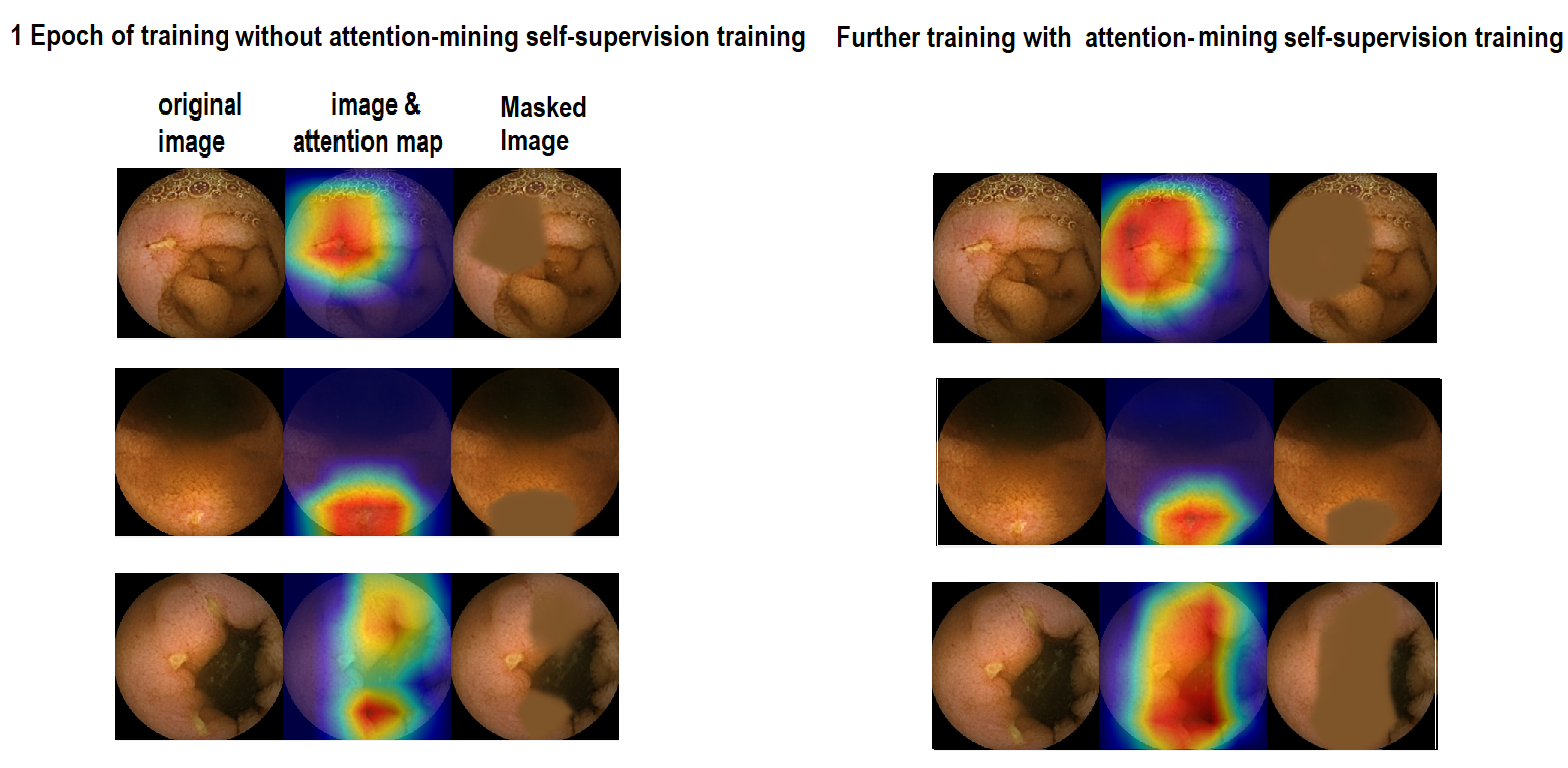 1 Epoch of training without attention-mining self-supervision training
Further training with attention-mining self-supervision training
original
image
image &
attention map
Masked
Image